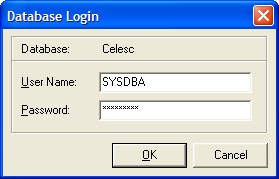 Database Login
Database: Celesc
User Name: SYSDBA
Password: *********
OK Cancel